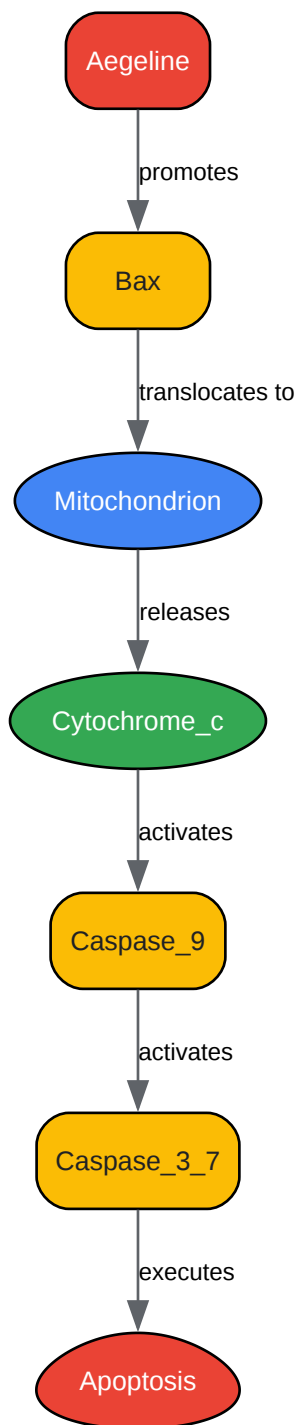 Aegeline
promotes
Bax
translocates to
Mitochondrion
releases
Cytochrome_c
activates
Caspase_9
activates
Caspase_3_7
executes
Apoptosis